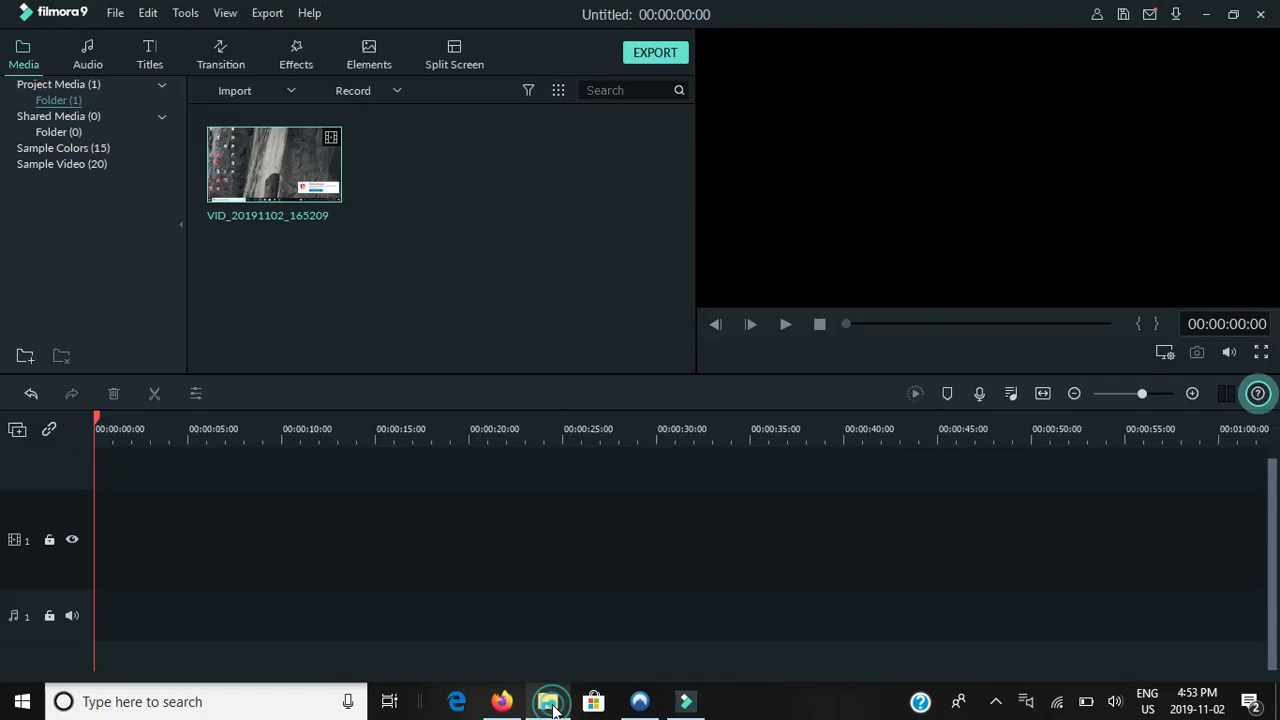 filmora9 File Edit Tools View Export Help Untitled: 00:00:00:00
Media Audio Titles Transition Effects Elements Split Screen EXPORT
Project Media (1)
Folder (1)
Shared Media (0)
Folder (0)
Sample Colors (15)
Sample Video (20)
Import Record Search
VID_20191102_165209
00:00:00:00
00:00:00:00 00:00:05:00 00:00:10:00 00:00:15:00 00:00:20:00 00:00:25:00 00:00:30:00 00:00:35:00 00:00:40:00 00:00:45:00 00:00:50:00 00:00:55:00 00:01:00:00
1
1
Type here to search ENG 4:53 PM
US 2019-11-02 2